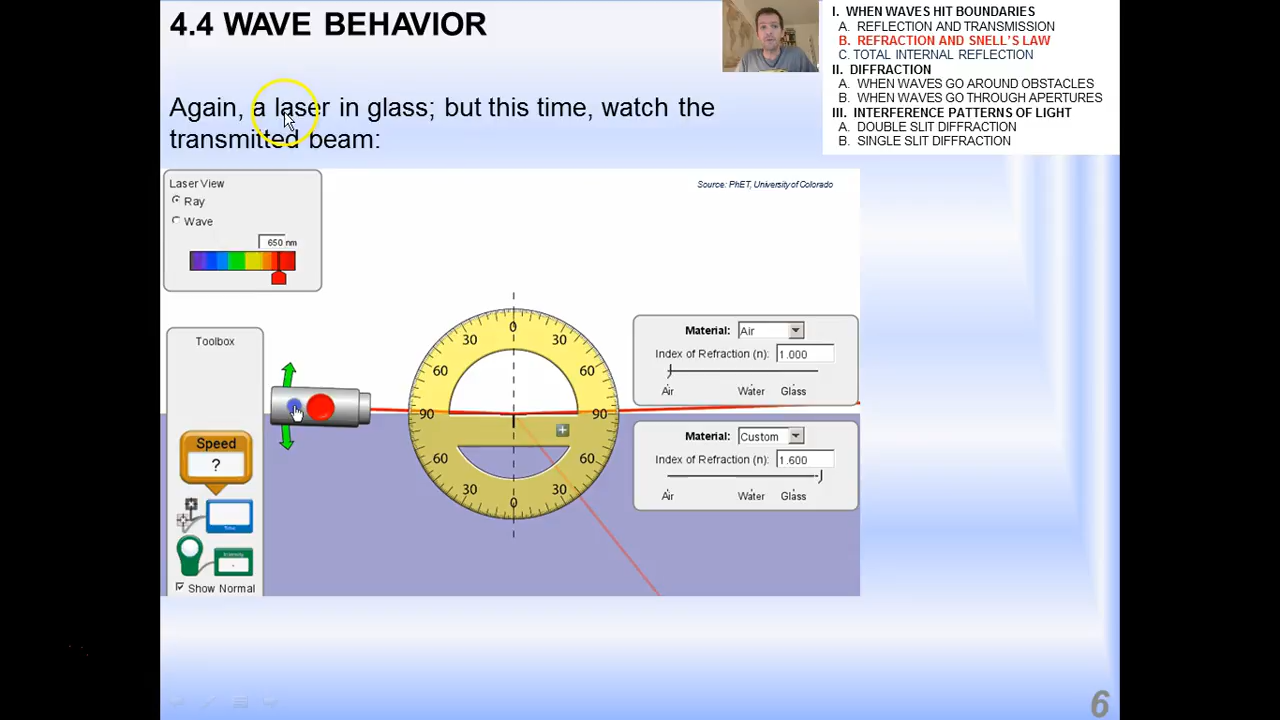 4.4 WAVE BEHAVIOR
I. WHEN WAVES HIT BOUNDARIES
A. REFLECTION AND TRANSMISSION
B. REFRACTION AND SNELL'S LAW
C. TOTAL INTERNAL REFLECTION
II. DIFFRACTION
A. WHEN WAVES GO AROUND OBSTACLES
B. WHEN WAVES GO THROUGH APERTURES
III. INTERFERENCE PATTERNS OF LIGHT
A. DOUBLE SLIT DIFFRACTION
B. SINGLE SLIT DIFFRACTION
Again, a laser in glass; but this time, watch the
transmitted beam:
Laser View
Ray
Wave
650 nm
Source: PhET, University of Colorado
Toolbox
Speed
?
Show Normal
0
30 30
60 60
90 90
60 60
30 30
0
Material: Air
Index of Refraction (n): 1.000
Air Water Glass
Material: Custom
Index of Refraction (n): 1.600
Air Water Glass
6